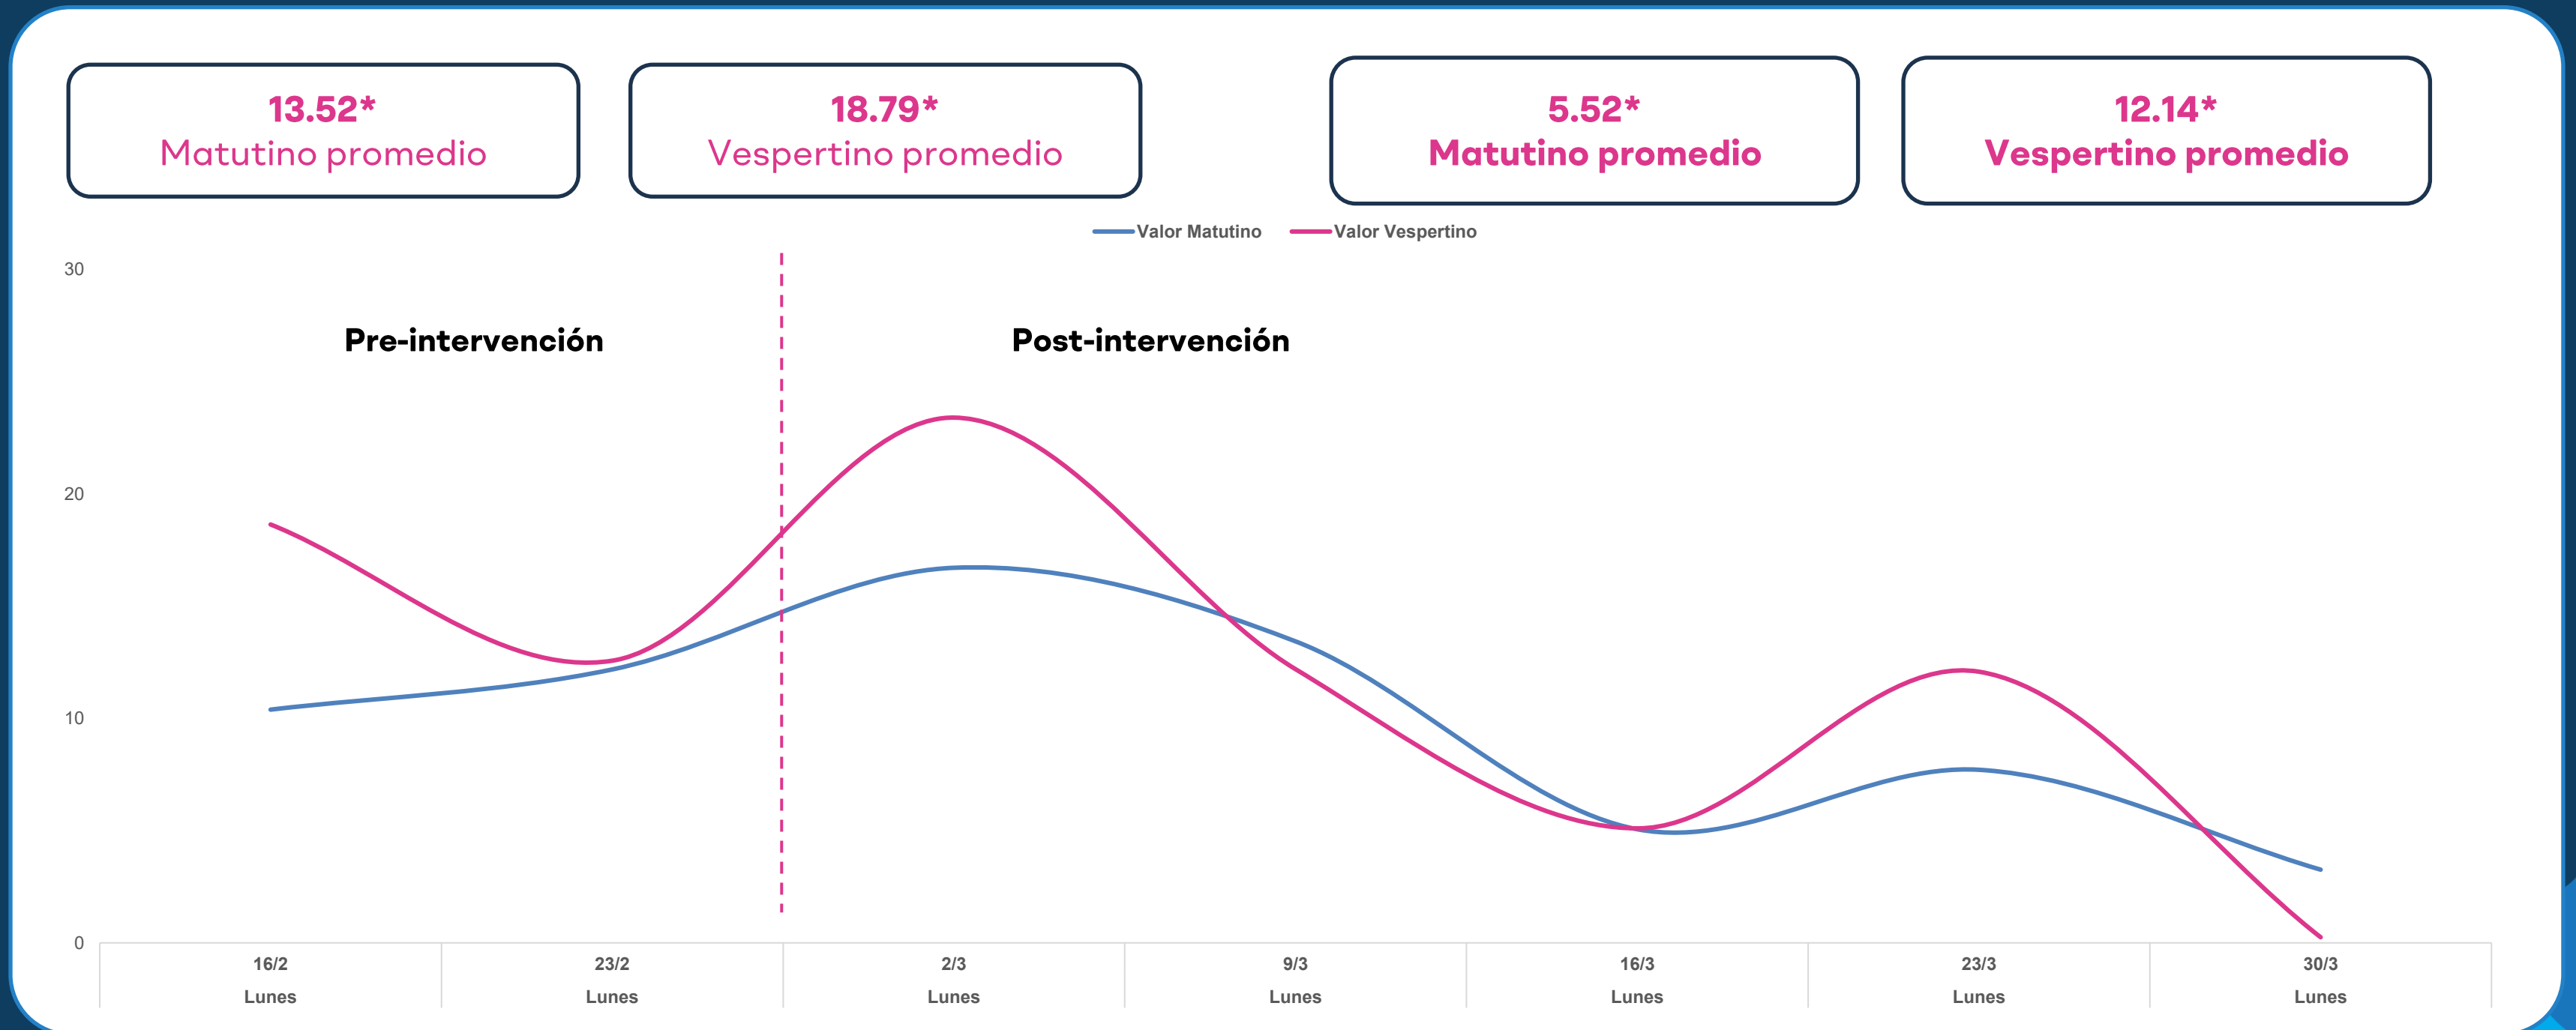 13.52*
Matutino promedio
18.79*
Vespertino promedio
5.52*
Matutino promedio
12.14*
Vespertino promedio
Valor Matutino
Valor Vespertino
30
Pre-intervención
Post-intervención
20
10
0
16/2
23/2
2/3
9/3
16/3
23/3
30/3
Lunes
Lunes
Lunes
Lunes
Lunes
Lunes
Lunes